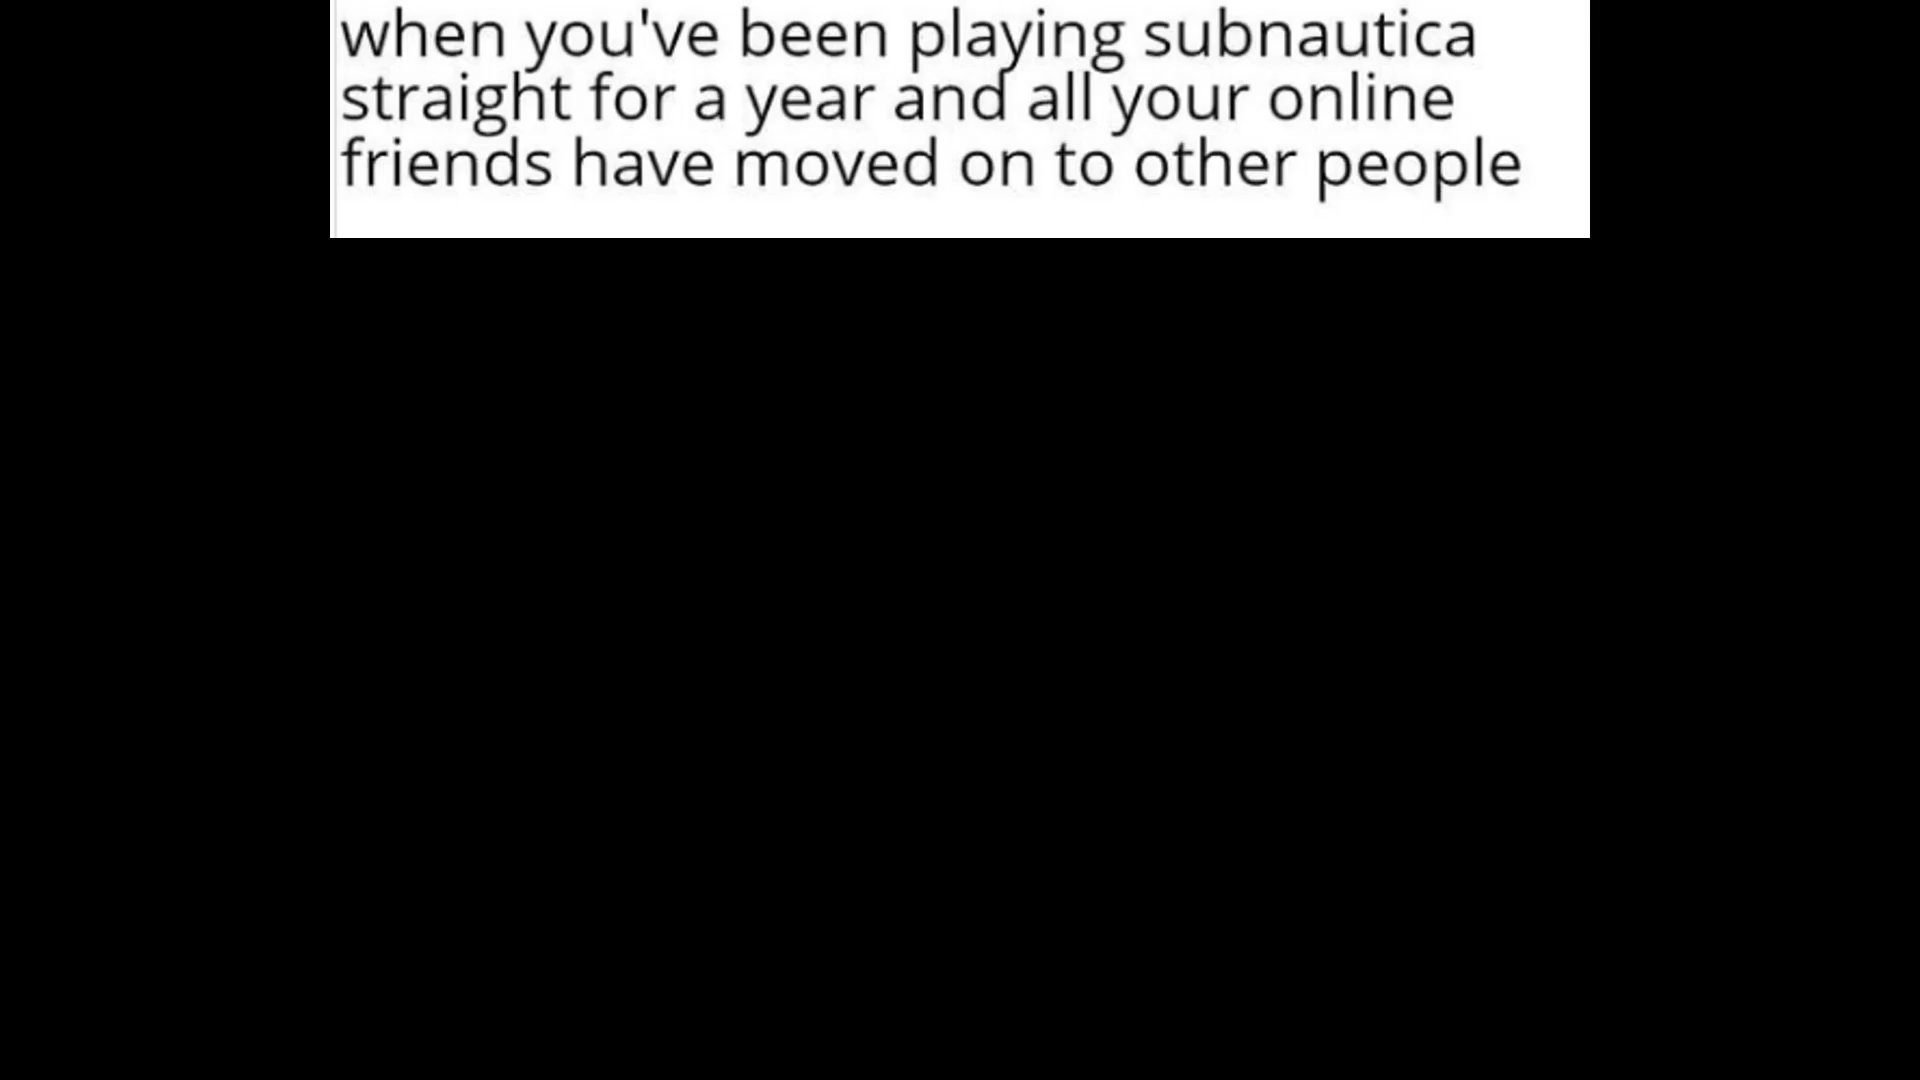 when you've been playing subnautica
straight for a year and all your online
friends have moved on to other people